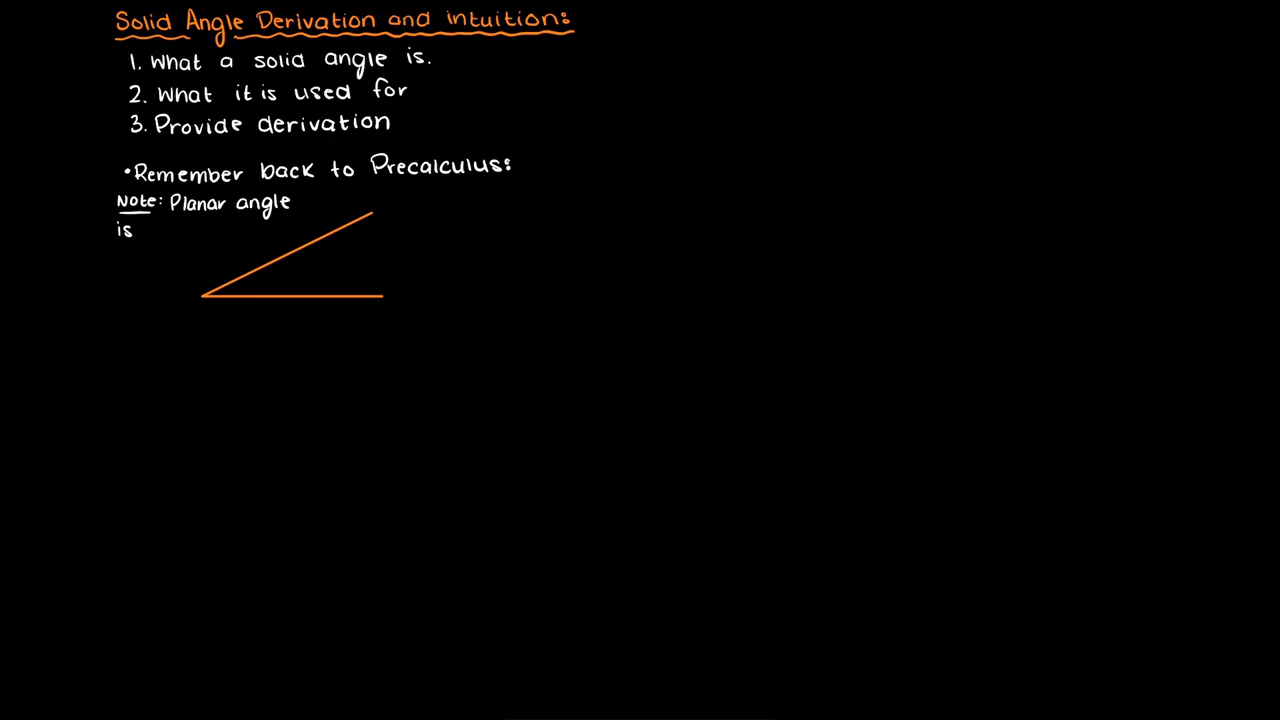 Solid Angle Derivation and intuition:
1. What a solid angle is.
2. What it is used for
3. Provide derivation
•Remember back to Precalculus:
Note: Planar angle
is